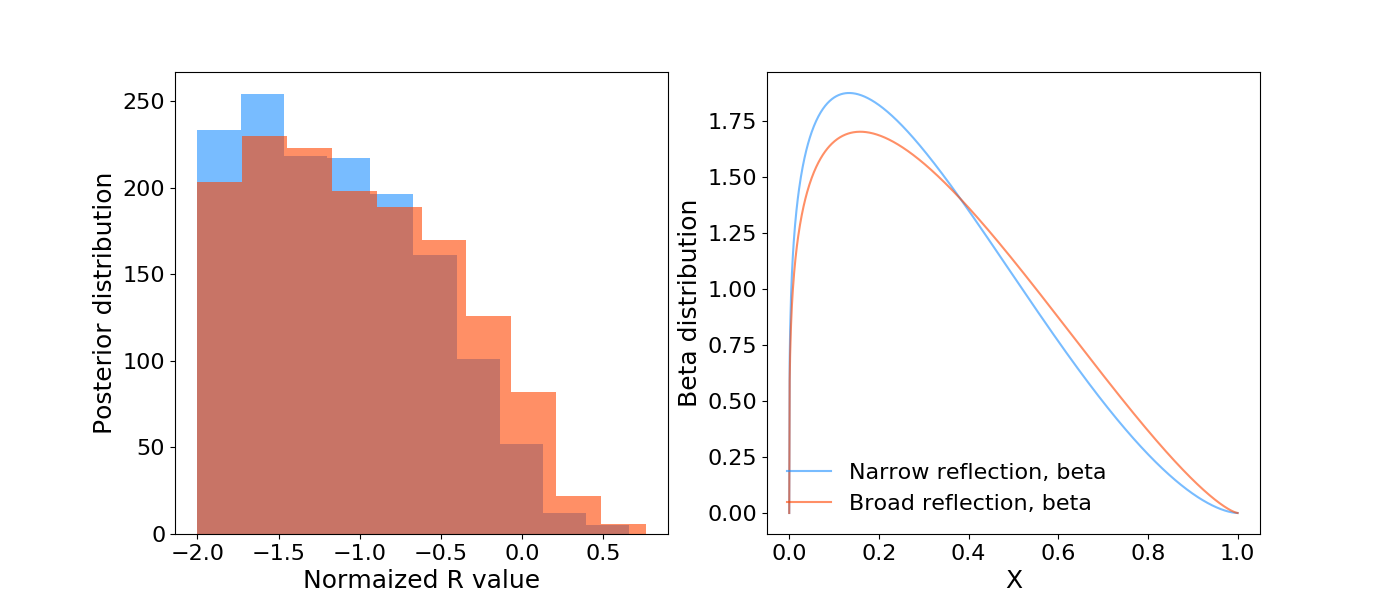 Posterior distribution
250
200
150
100
50
0
−2.0 −1.5 −1.0 −0.5 0.0 0.5
Normaized R value
Beta distribution
1.75
1.50
1.25
1.00
0.75
0.50
0.25
0.00
Narrow reflection, beta
Broad reflection, beta
0.0 0.2 0.4 0.6 0.8 1.0
X